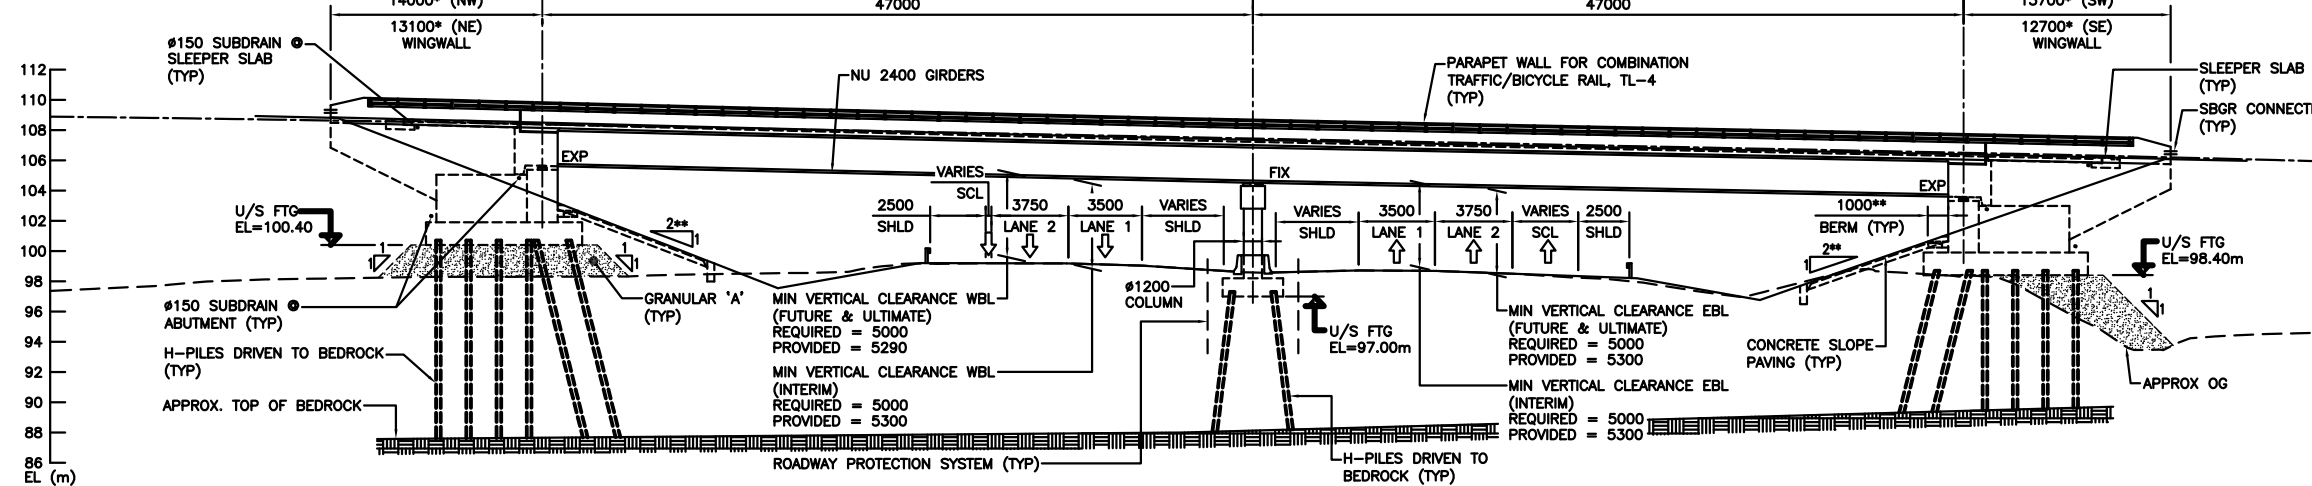 14000* (NW)
47000
47000
13700* (SW)
13100* (NE)
WINGWALL
12700* (SE)
WINGWALL
ø150 SUBDRAIN
SLEEPER SLAB
(TYP)
NU 2400 GIRDERS
PARAPET WALL FOR COMBINATION
TRAFFIC/BICYCLE RAIL, TL-4
(TYP)
SLEEPER SLAB
(TYP)
SBGR CONNECTI
(TYP)
112
110
108
106
104
102
100
98
96
94
92
90
88
86
EL (m)
EXP
FIX
EXP
U/S FTG
EL=100.40
2**
1
1
1
1
1
VARIES
SCL
2500
SHLD
3750
LANE 2
3500
LANE 1
VARIES
SHLD
VARIES
SHLD
3500
LANE 1
3750
LANE 2
VARIES
SCL
2500
SHLD
1000**
BERM (TYP)
2**
1
U/S FTG
EL=98.40m
1
1
ø150 SUBDRAIN
ABUTMENT (TYP)
GRANULAR 'A'
(TYP)
H-PILES DRIVEN TO BEDROCK
(TYP)
APPROX. TOP OF BEDROCK
MIN VERTICAL CLEARANCE WBL
(FUTURE & ULTIMATE)
REQUIRED = 5000
PROVIDED = 5290
MIN VERTICAL CLEARANCE WBL
(INTERIM)
REQUIRED = 5000
PROVIDED = 5300
ROADWAY PROTECTION SYSTEM (TYP)
ø1200
COLUMN
U/S FTG
EL=97.00m
H-PILES DRIVEN TO
BEDROCK (TYP)
MIN VERTICAL CLEARANCE EBL
(FUTURE & ULTIMATE)
REQUIRED = 5000
PROVIDED = 5300
MIN VERTICAL CLEARANCE EBL
(INTERIM)
REQUIRED = 5000
PROVIDED = 5300
CONCRETE SLOPE
PAVING (TYP)
APPROX OG